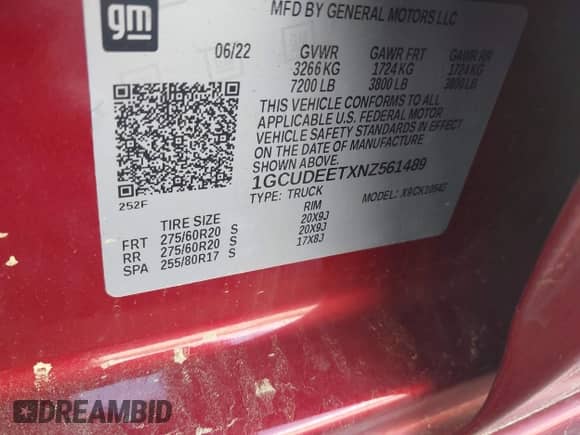 gm
MFD BY GENERAL MOTORS LLC
06/22 GVWR GAWR FRT GAWR RR
3266 KG 1724 KG 1724 KG
7200 LB 3800 LB 3800 LB
THIS VEHICLE CONFORMS TO ALL
APPLICABLE U.S. FEDERAL MOTOR
VEHICLE SAFETY STANDARDS IN EFFECT
ON THE DATE OF MANUFACTURE
SHOWN ABOVE.
1GCUDEETXNZ561489
TYPE: TRUCK MODEL:
252F
TIRE SIZE RIM
FRT 275/60R20 S 20X9J
RR 275/60R20 S 20X9J
SPA 255/80R17 S 17X8J
DREAMBID